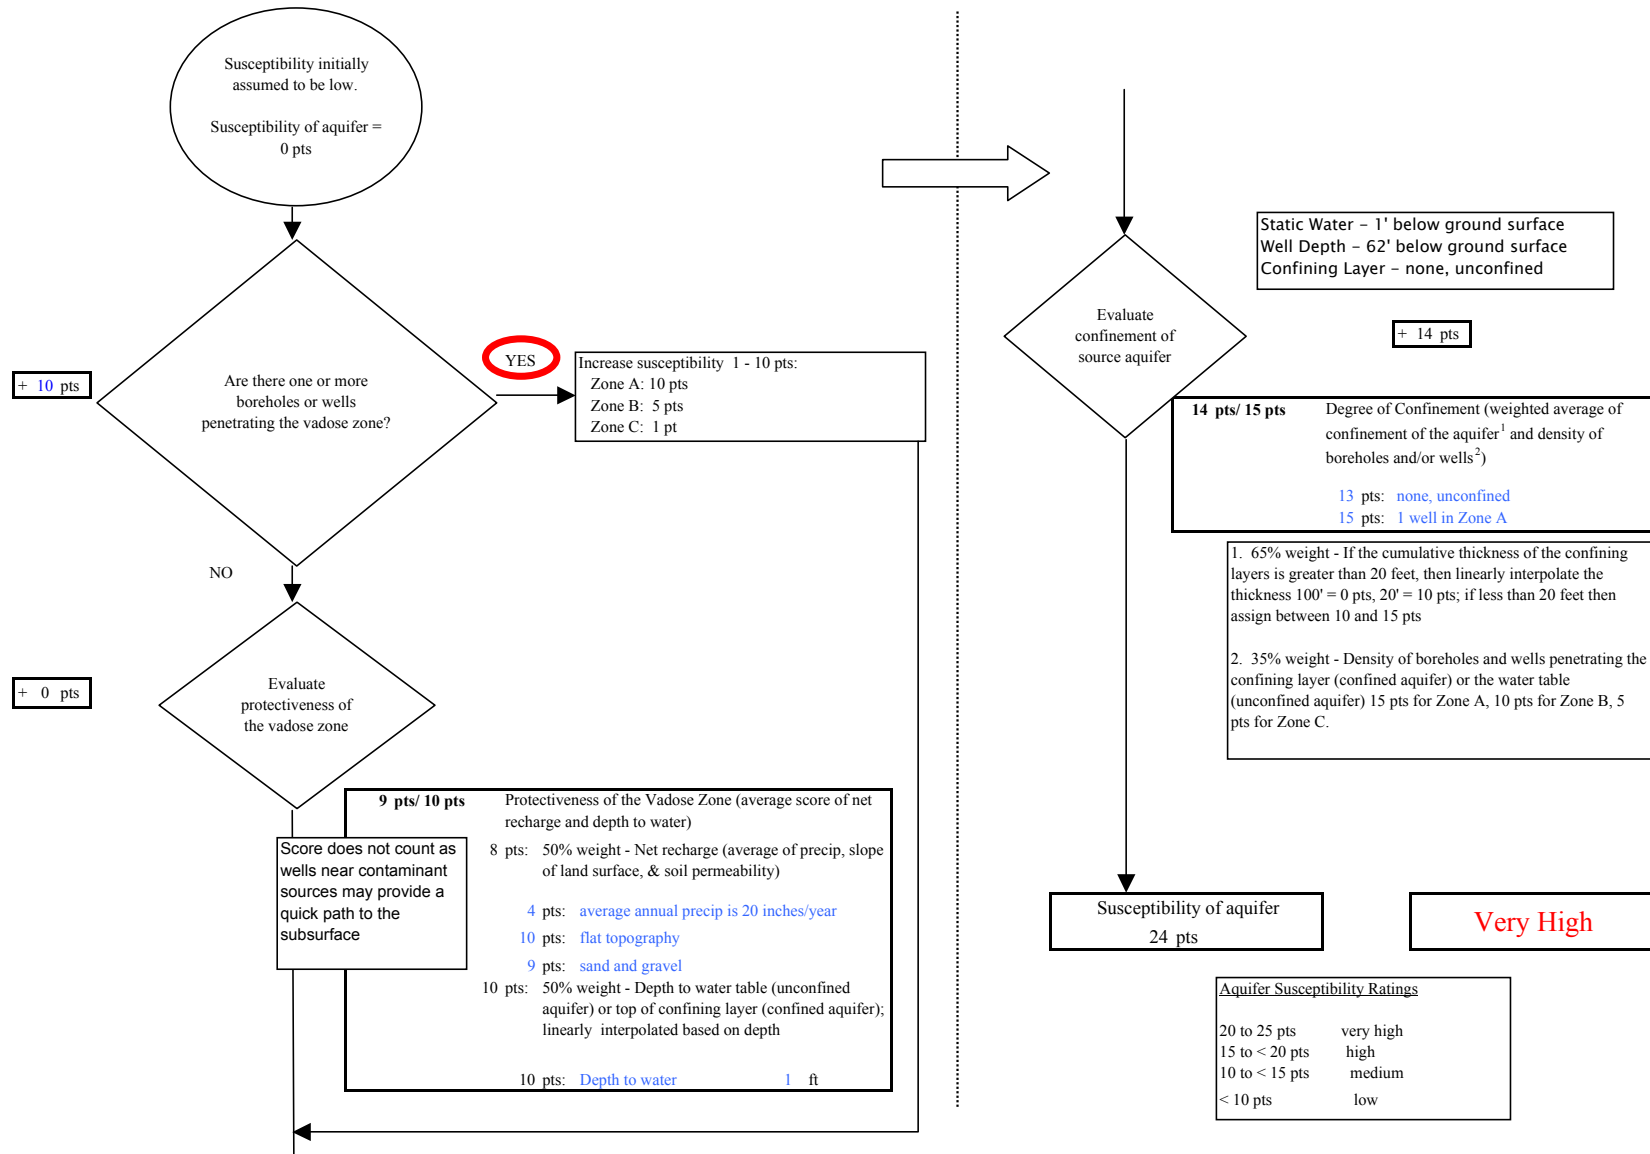 Susceptibility initially
assumed to be low.
Susceptibility of aquifer =
0 pts
+ 10 pts
Are there one or more
boreholes or wells
penetrating the vadose zone?
YES
Increase susceptibility 1 - 10 pts:
Zone A: 10 pts
Zone B: 5 pts
Zone C: 1 pt
NO
+ 0 pts
Evaluate
protectiveness of
the vadose zone
9 pts/ 10 pts
Protectiveness of the Vadose Zone (average score of net
recharge and depth to water)
Score does not count as
wells near contaminant
sources may provide a
quick path to the
subsurface
8 pts: 50% weight - Net recharge (average of precip, slope
of land surface, & soil permeability)
4 pts: average annual precip is 20 inches/year
10 pts: flat topography
9 pts: sand and gravel
10 pts: 50% weight - Depth to water table (unconfined
aquifer) or top of confining layer (confined aquifer);
linearly interpolated based on depth
10 pts: Depth to water 1 ft
Static Water – 1' below ground surface
Well Depth – 62' below ground surface
Confining Layer – none, unconfined
Evaluate
confinement of
source aquifer
+ 14 pts
14 pts/ 15 pts
Degree of Confinement (weighted average of
confinement of the aquifer1 and density of
boreholes and/or wells2)
13 pts: none, unconfined
15 pts: 1 well in Zone A
1. 65% weight - If the cumulative thickness of the confining
layers is greater than 20 feet, then linearly interpolate the
thickness 100' = 0 pts, 20' = 10 pts; if less than 20 feet then
assign between 10 and 15 pts
2. 35% weight - Density of boreholes and wells penetrating the
confining layer (confined aquifer) or the water table
(unconfined aquifer) 15 pts for Zone A, 10 pts for Zone B, 5
pts for Zone C.
Susceptibility of aquifer
24 pts
Very High
Aquifer Susceptibility Ratings
20 to 25 pts very high
15 to < 20 pts high
10 to < 15 pts medium
< 10 pts low